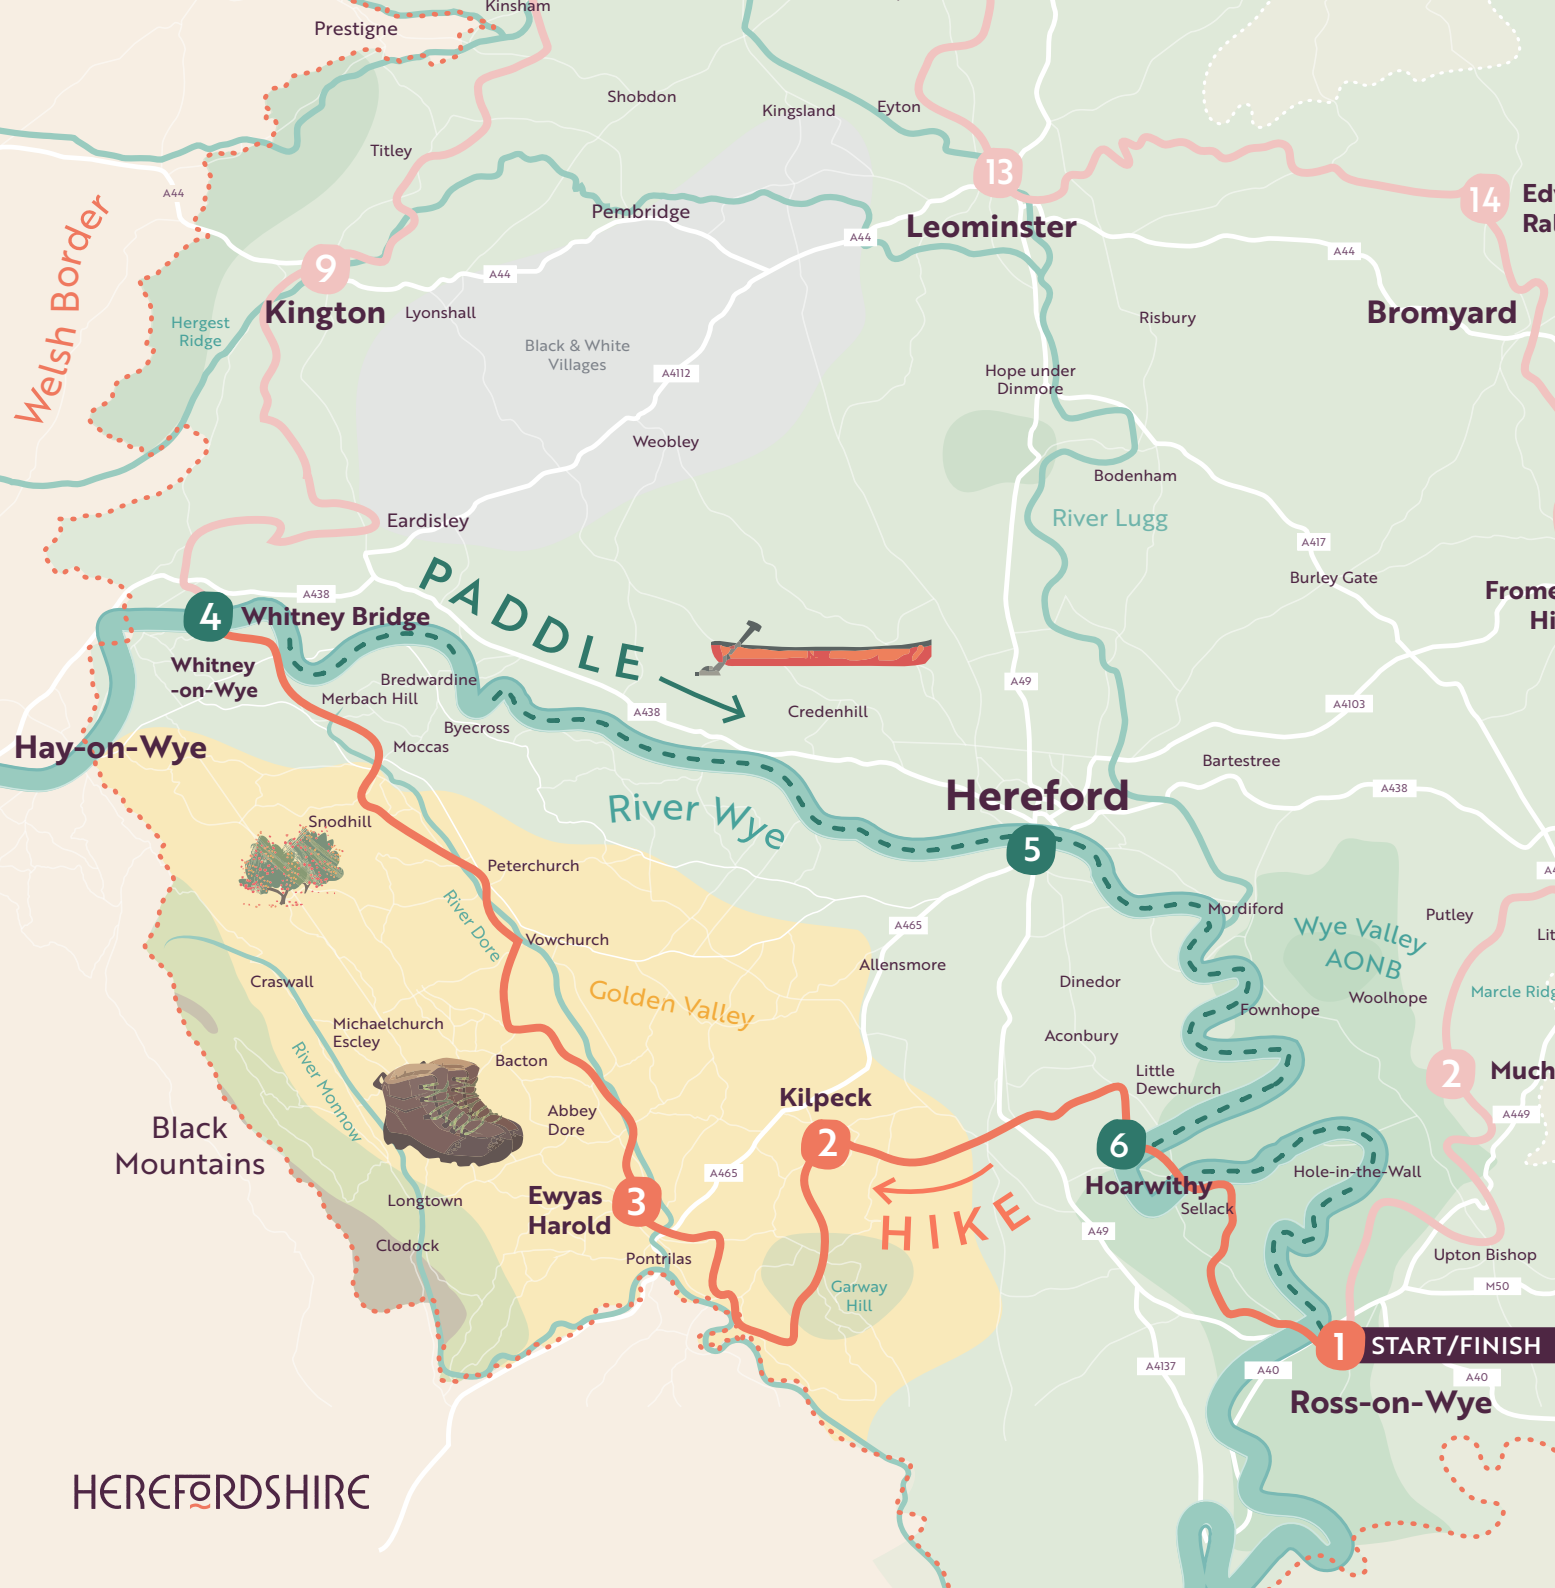 Kinsham
Prestigne
Shobdon
Kingsland
Eyton
Titley
A44
13
14
Leominster
Pembridge
A44
A44
9
Kington
Lyonshall
A44
Hergest
Ridge
Welsh Border
Black & White
Villages
A4112
Risbury
Bromyard
Hope under
Dinmore
Weobley
Bodenham
River Lugg
Eardisley
A417
Burley Gate
PADDLE
A438
4
Whitney Bridge
Whitney
-on-Wye
Bredwardine
Merbach Hill
Byecross
Moccas
A438
Credenhill
A49
A4103
Hay-on-Wye
Bartestree
A438
Hereford
5
River Wye
Snodhill
Peterchurch
River Dore
Vowchurch
A465
Allensmore
Mordiford
Wye Valley
AONB
Putley
Woolhope
Craswall
Golden Valley
Dinedor
Fownhope
Michaelchurch
Escley
River Monnow
Bacton
Aconbury
Little
Dewchurch
2
Much
A449
Abbey
Dore
Kilpeck
2
6
Hoarwithy
Black
Mountains
A465
HIKE
Hole-in-the-Wall
Sellack
Longtown
Ewyas
Harold
3
Clodock
Pontrilas
A49
Upton Bishop
M50
Garway
Hill
1
START/FINISH
A4137
A40
A40
Ross-on-Wye
HEREFORDSHIRE